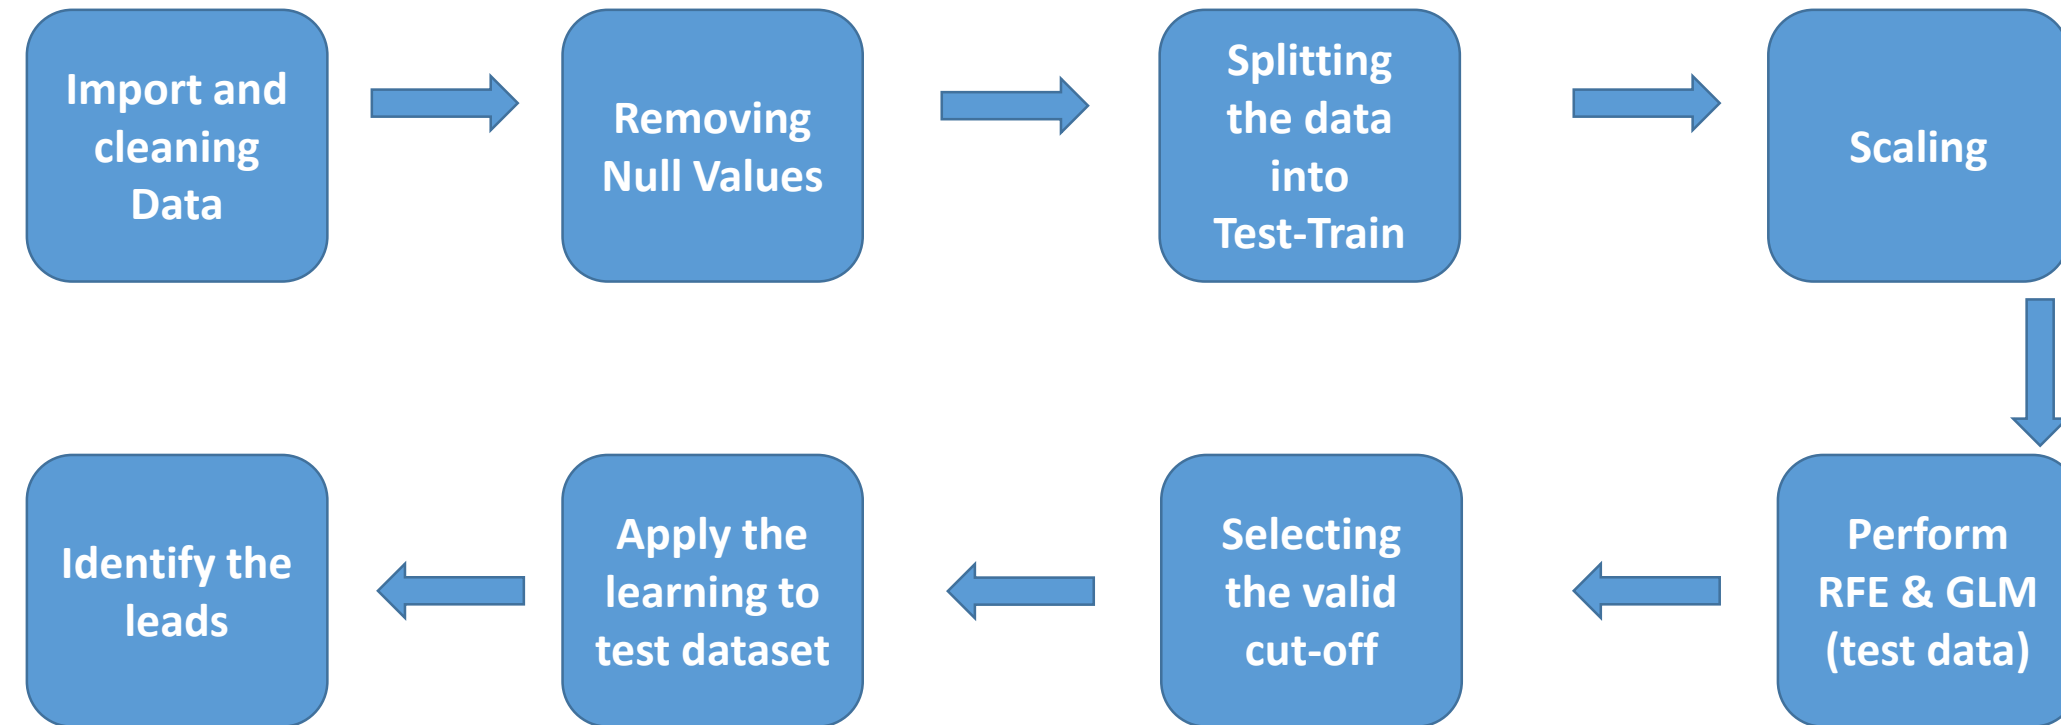 Import and
cleaning
Data
Removing
Null Values
Splitting
the data
into
Test-Train
Scaling
Perform
RFE & GLM
(test data)
Selecting
the valid
cut-off
Apply the
learning to
test dataset
Identify the
leads